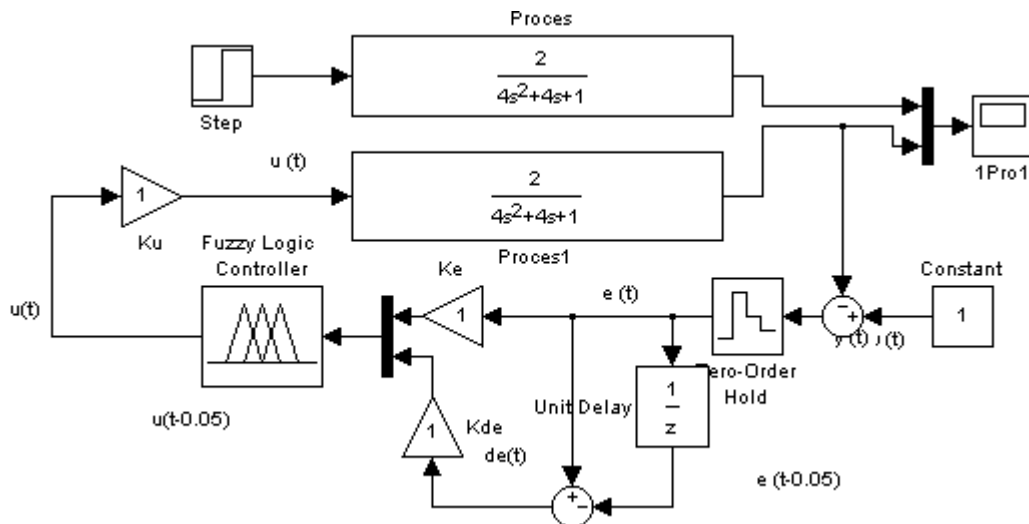 Proces
2
4s²+4s+1
Step
1Pro1
u (t)
2
4s²+4s+1
Proces1
1
Ku
Fuzzy Logic
Controller
Ke
1
e (t)
Constant
1
u(t)
y(t)
(t)
Zero-Order
Hold
Unit Delay
1
z
u(t-0.05)
1
Kde
de(t)
e (t-0.05)